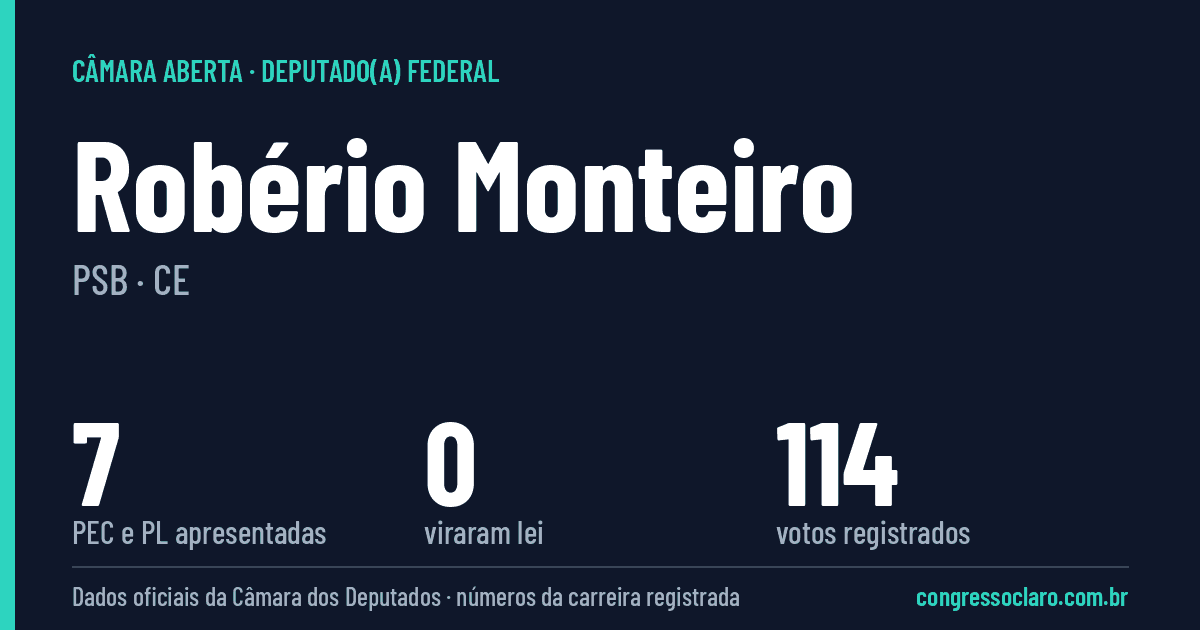 CÂMARA ABERTA · DEPUTADO(A) FEDERAL
Robério Monteiro
PSB · CE
7 0 114
PEC e PL apresentadas viraram lei votos registrados
Dados oficiais da Câmara dos Deputados · números da carreira registrada congressoclaro.com.br